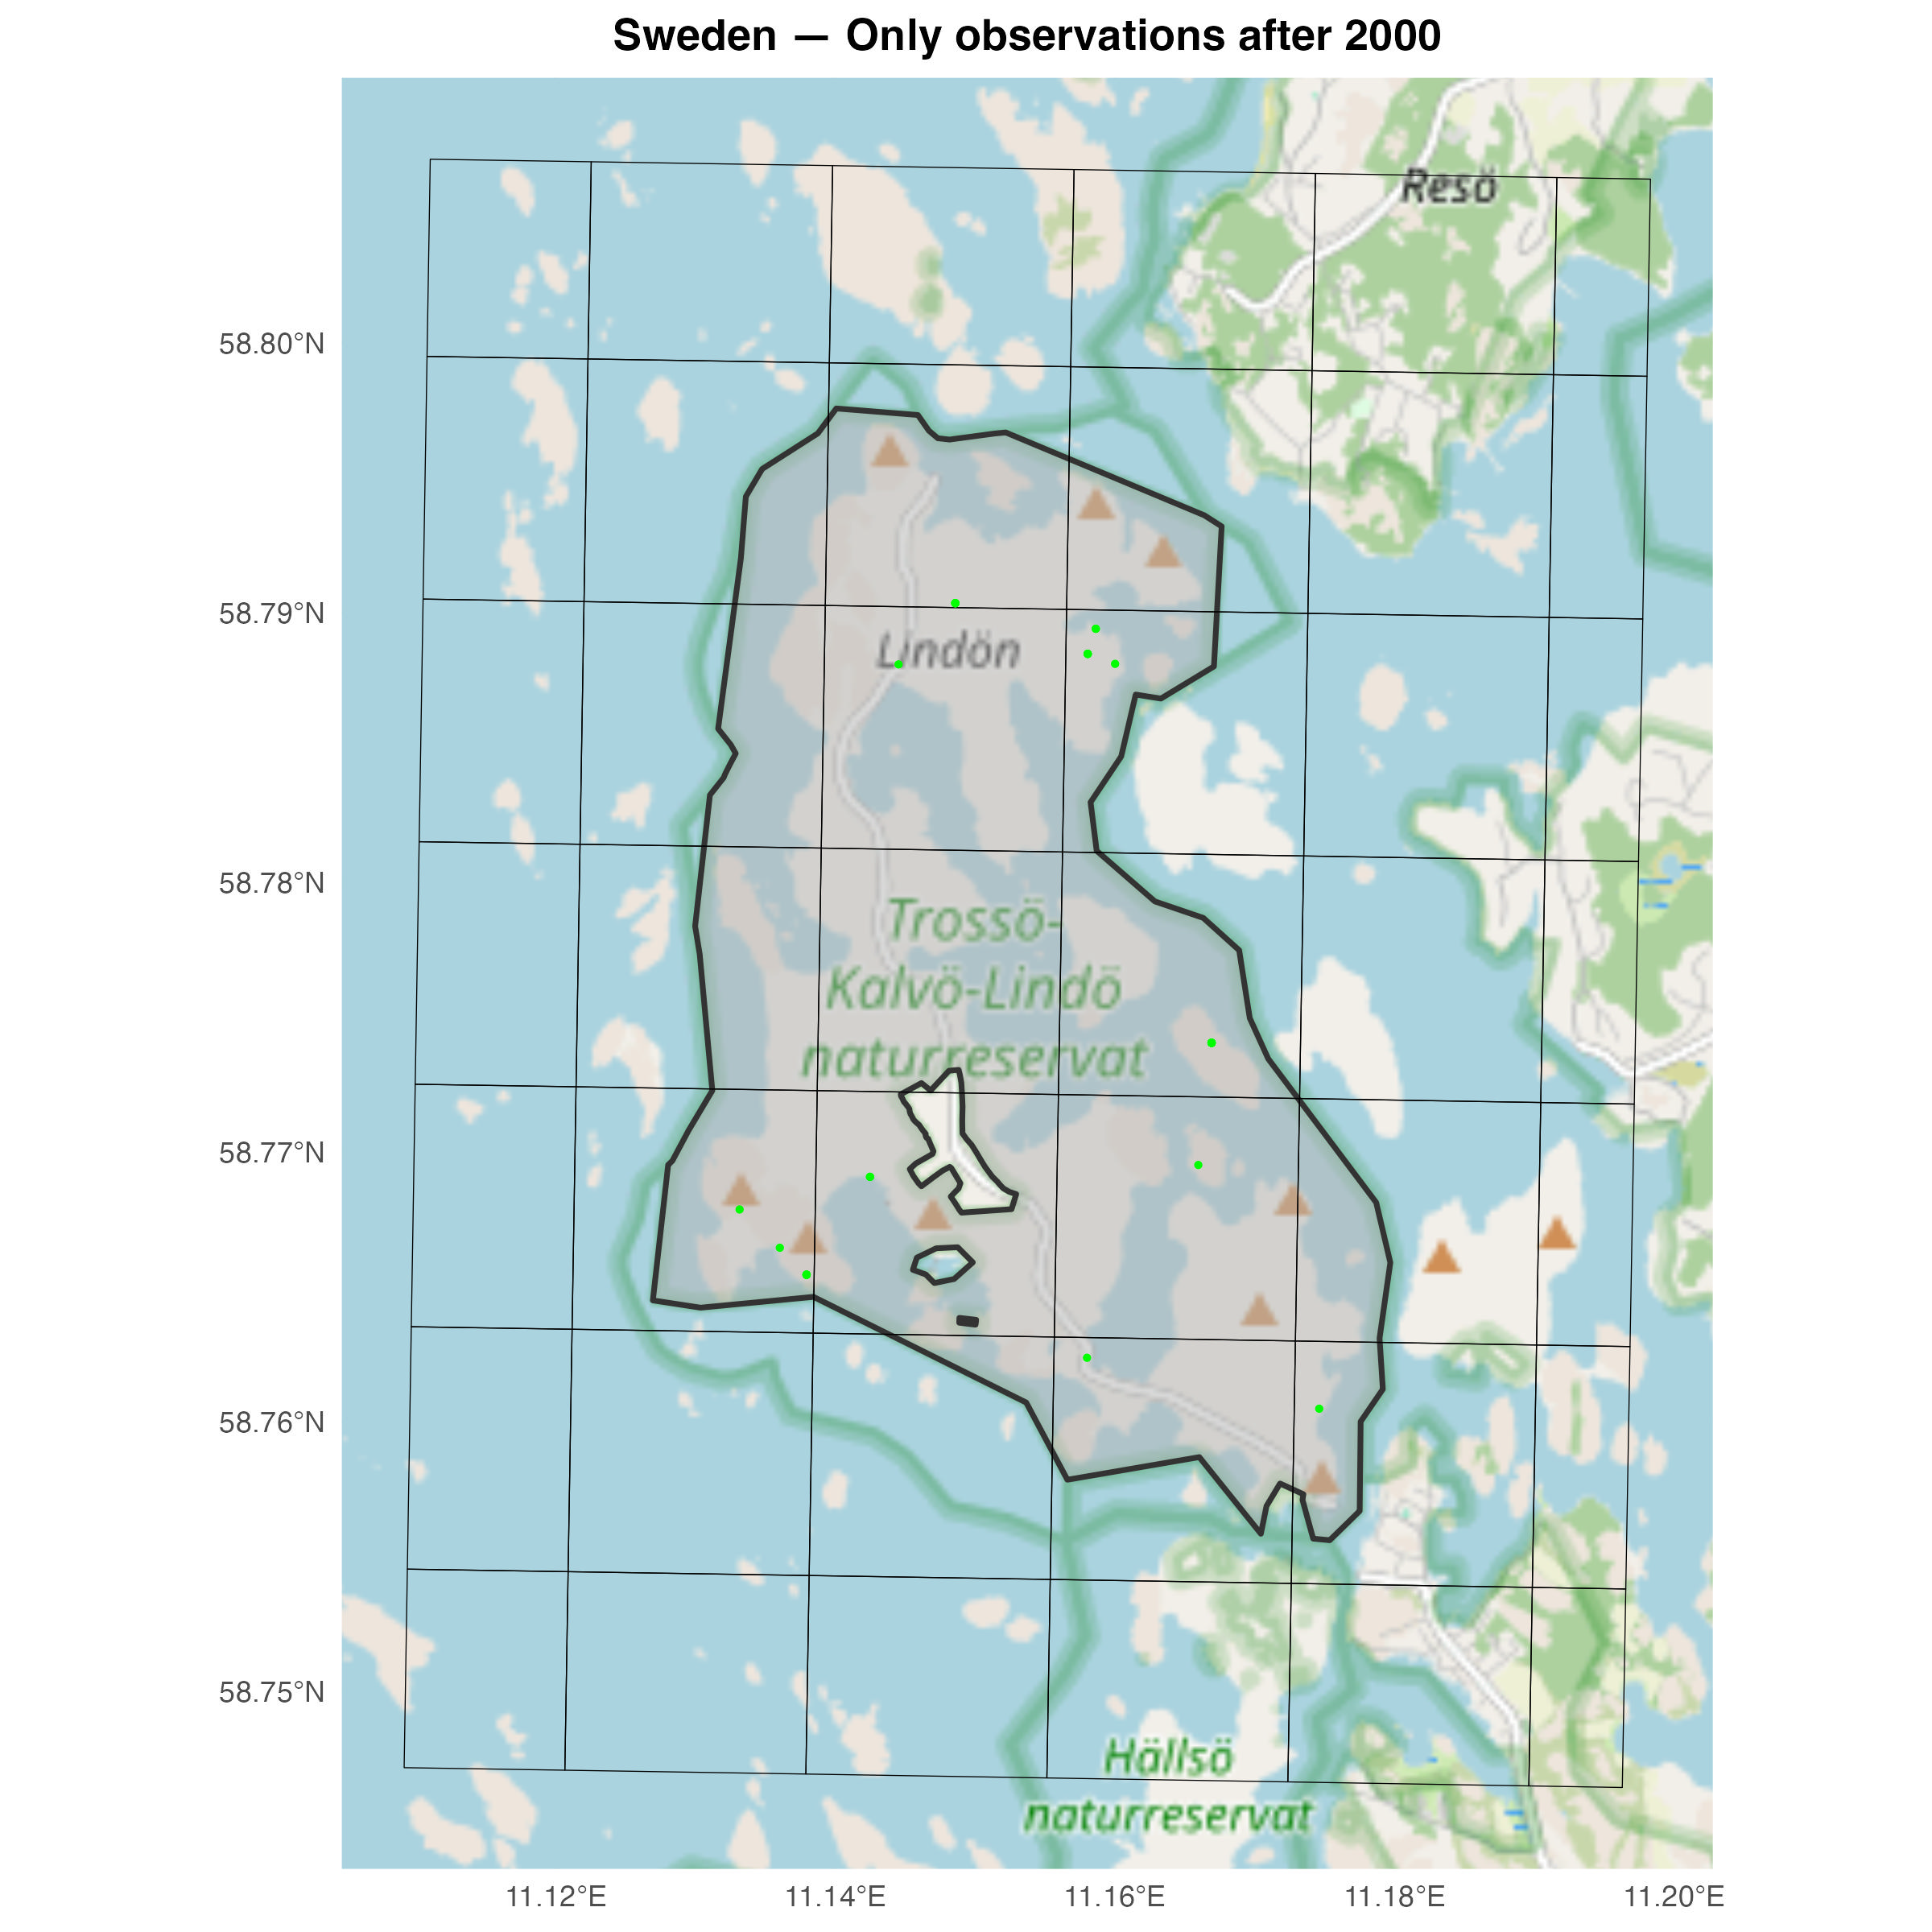 Sweden — Only observations after 2000
Resö
58.80°N
58.79°N
Lindön
58.78°N
Trossö-
Kalvö-Lindö
naturreservat
58.77°N
58.76°N
58.75°N
Hällsö
naturreservat
11.12°E
11.14°E
11.16°E
11.18°E
11.20°E